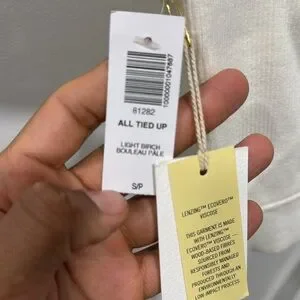 1000001047687
61282
ALL TIED UP
LIGHT BIRCH
BOULEAU PÂLE
S/P
LENZING™ ECOVERO™
VISCOSE
THIS GARMENT IS MADE
WITH LENZING™
ECOVERO™ VISCOSE
WOOD-BASED FIBRES
SOURCED FROM
RESPONSIBLY MANAGED
FORESTS AND
PRODUCED THROUGH AN
ENVIRONMENTALLY
LOW-IMPACT PROCESS